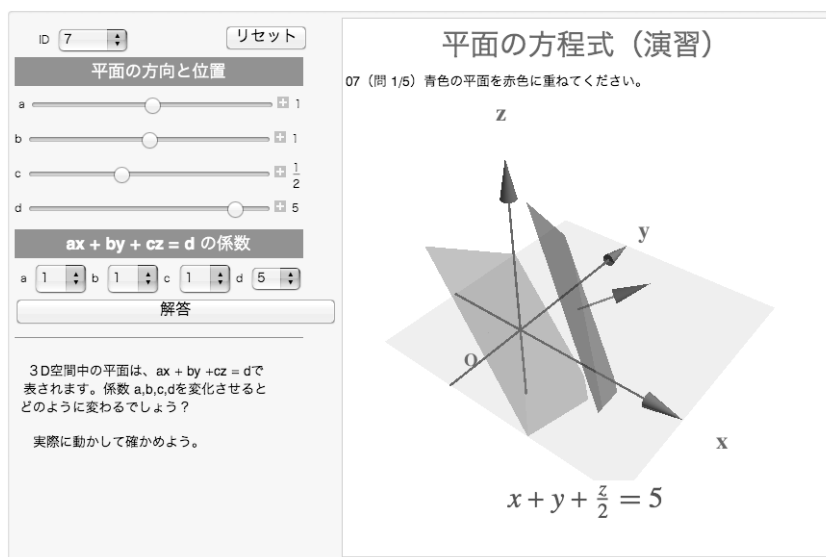 ID 7 リセット
平面の方向と位置
a 1
b 1
c 1/2
d 5
ax + by + cz = d の係数
a 1 b 1 c 1 d 5
解答
3D空間中の平面は、ax + by +cz = dで
表されます。係数 a,b,c,dを変化させると
どのように変わるでしょう？
実際に動かして確かめよう。
平面の方程式（演習）
07（問 1/5）青色の平面を赤色に重ねてください。
z
y
O
x
x + y + z/2 = 5